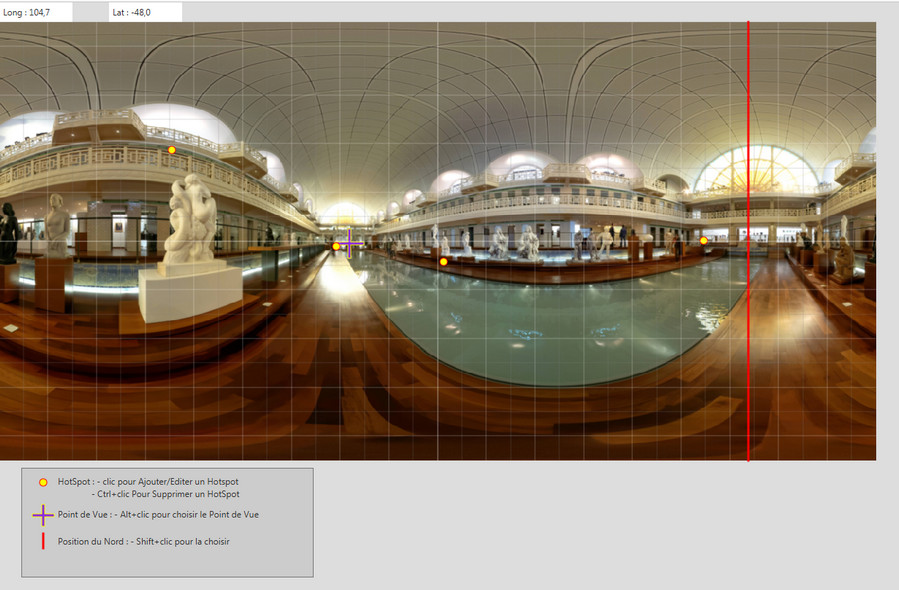 Long : 104,7 Lat : -48,0
HotSpot : - clic pour Ajouter/Editer un Hotspot
- Ctrl+clic Pour Supprimer un HotSpot
Point de Vue : - Alt+clic pour choisir le Point de Vue
Position du Nord : - Shift+clic pour la choisir